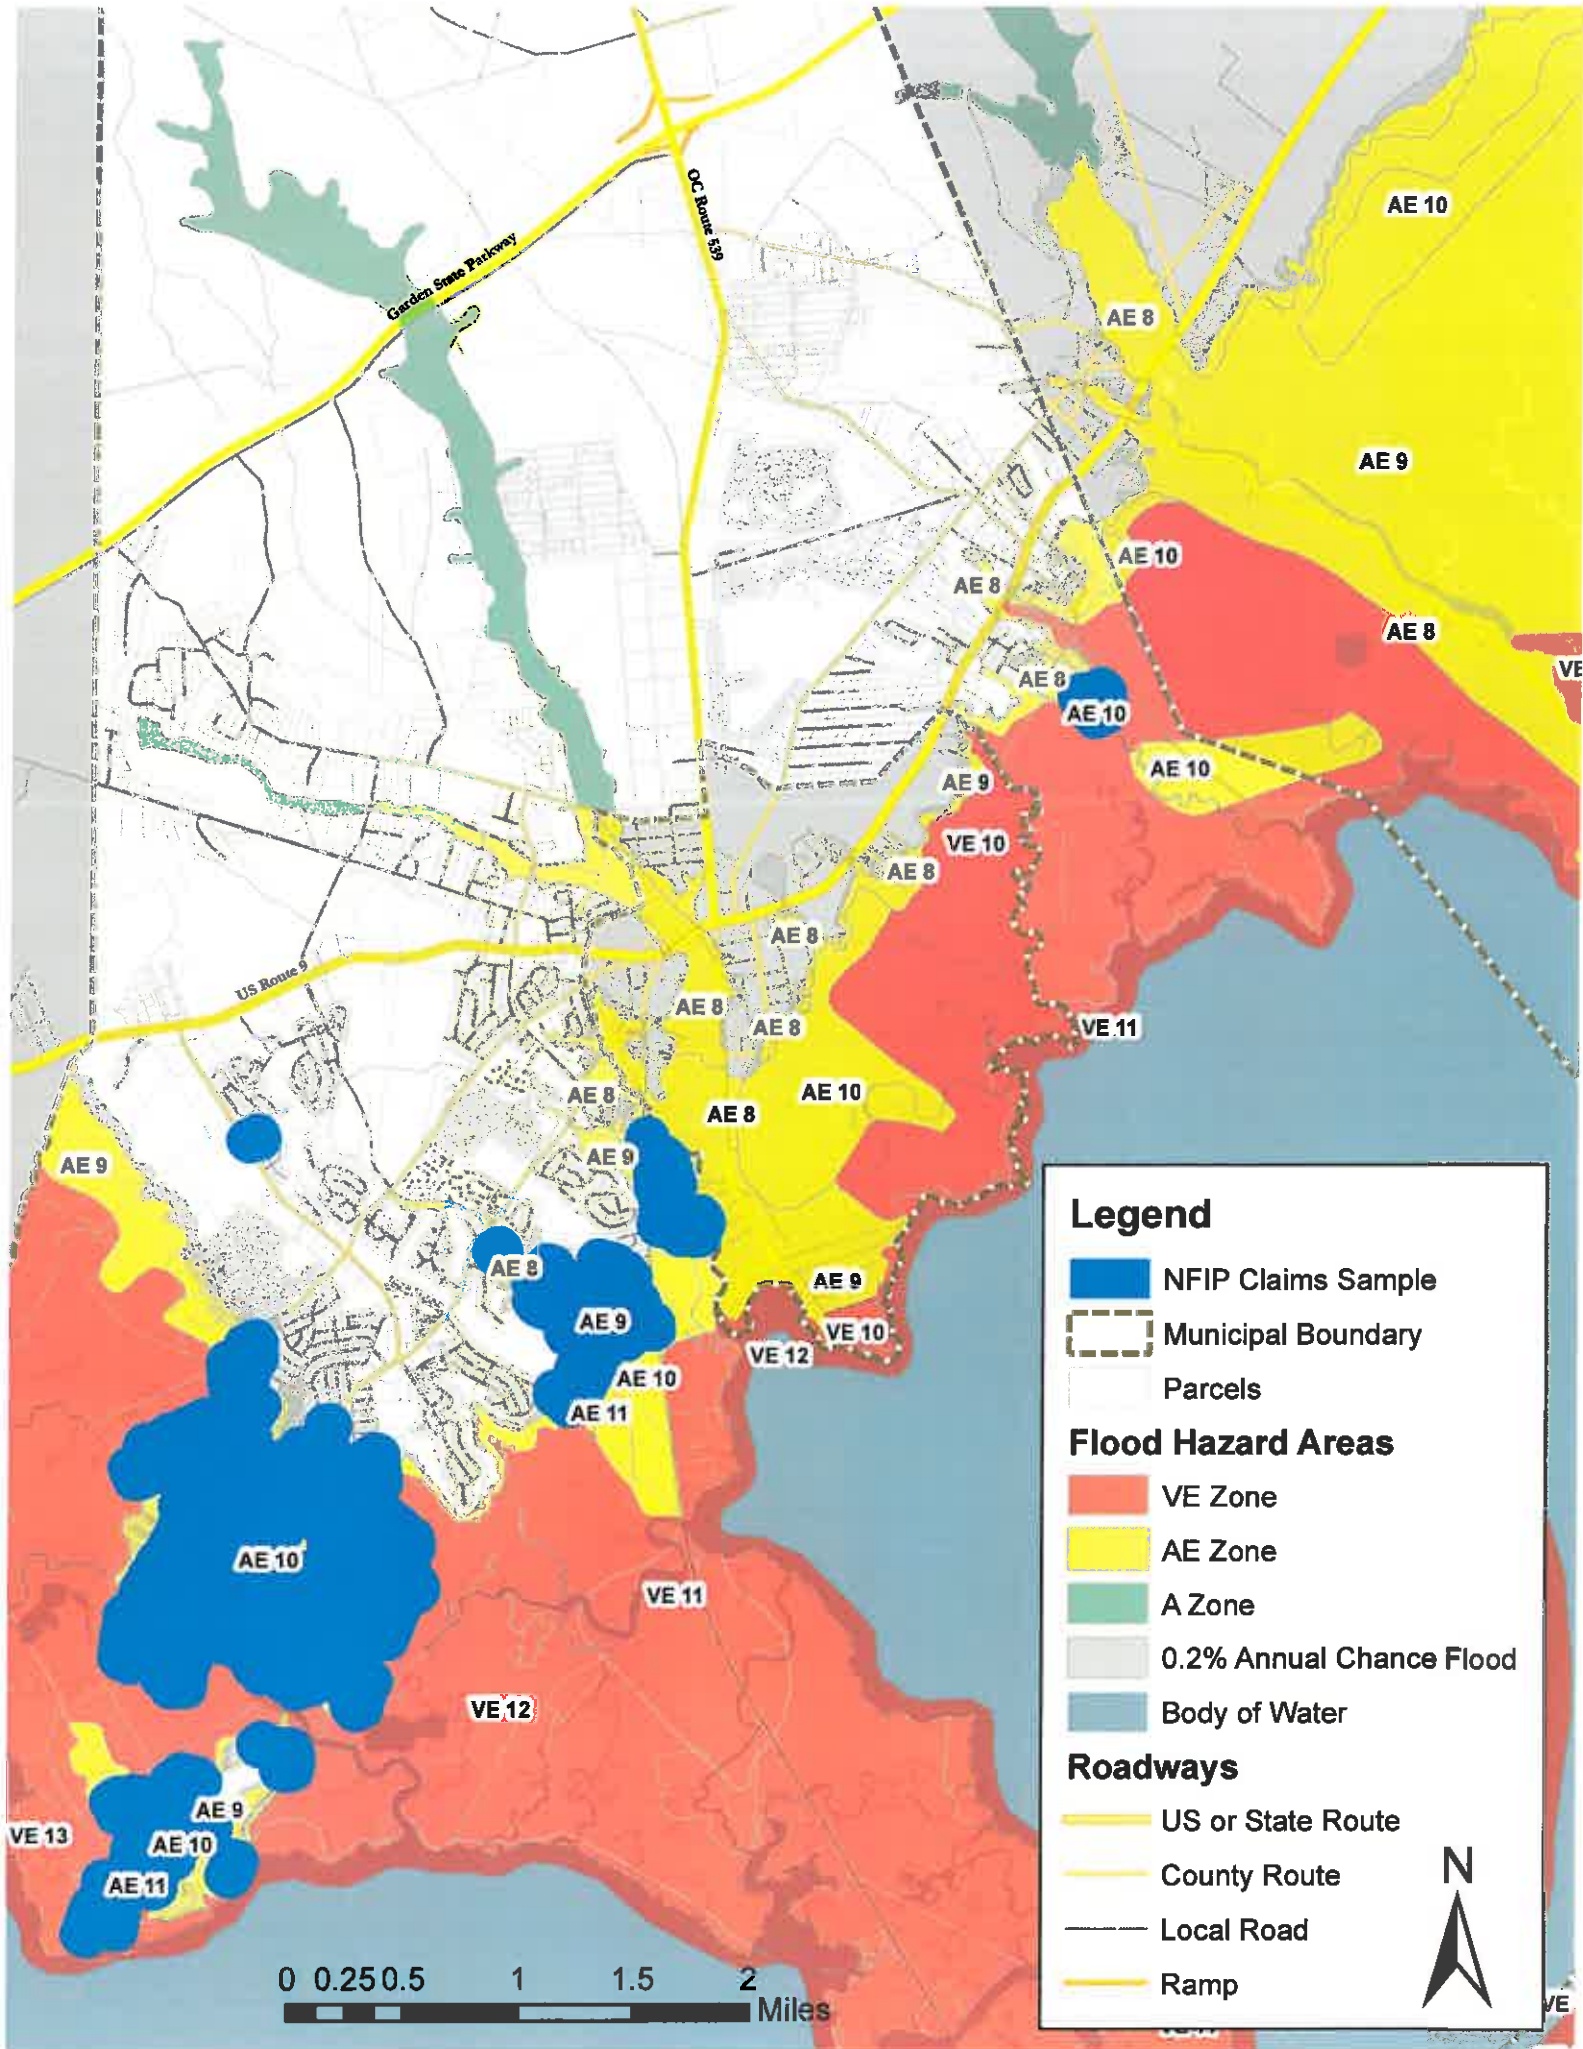 OC Route 539
AE 10
Garden State Parkway
AE 8
AE 9
AE 10
AE 8
AE 8
VE
AE 8
AE 10
AE 10
AE 9
VE 10
AE 8
AE 8
US Route 9
AE 8
AE 8
VE 11
AE 10
AE 8
AE 8
AE 9
AE 9
AE 8
AE 9
AE 9
VE 10
VE 12
AE 10
AE 11
AE 10
VE 11
VE 12
AE 9
VE 13
AE 10
AE 11
Legend
NFIP Claims Sample
Municipal Boundary
Parcels
Flood Hazard Areas
VE Zone
AE Zone
A Zone
0.2% Annual Chance Flood
Body of Water
Roadways
US or State Route
County Route
Local Road
Ramp
N
VE
0 0.25 0.5 1 1.5 2
Miles